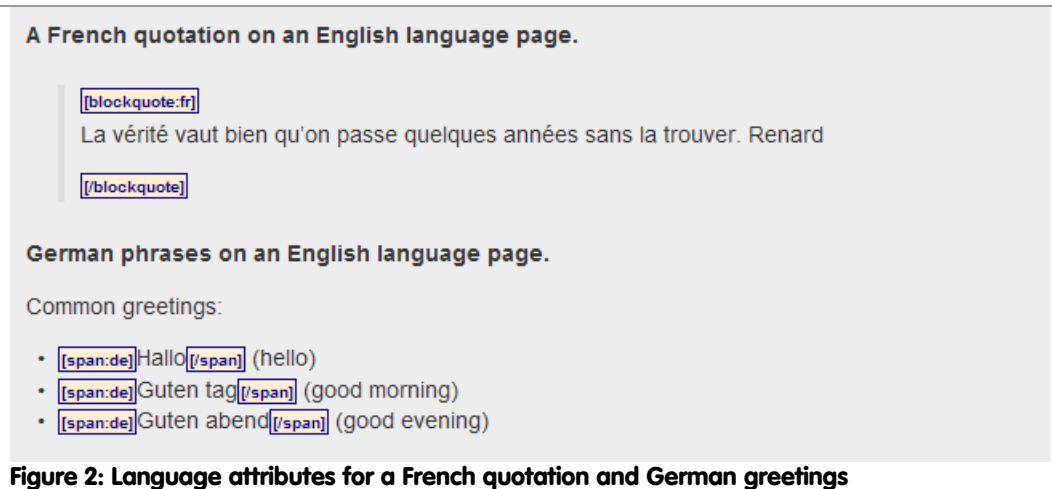 A French quotation on an English language page.
[blockquote:fr]
La vérité vaut bien qu'on passe quelques années sans la trouver. Renard
[/blockquote]
German phrases on an English language page.
Common greetings:
• [span:de]Hallo[/span] (hello)
• [span:de]Guten tag[/span] (good morning)
• [span:de]Guten abend[/span] (good evening)
Figure 2: Language attributes for a French quotation and German greetings